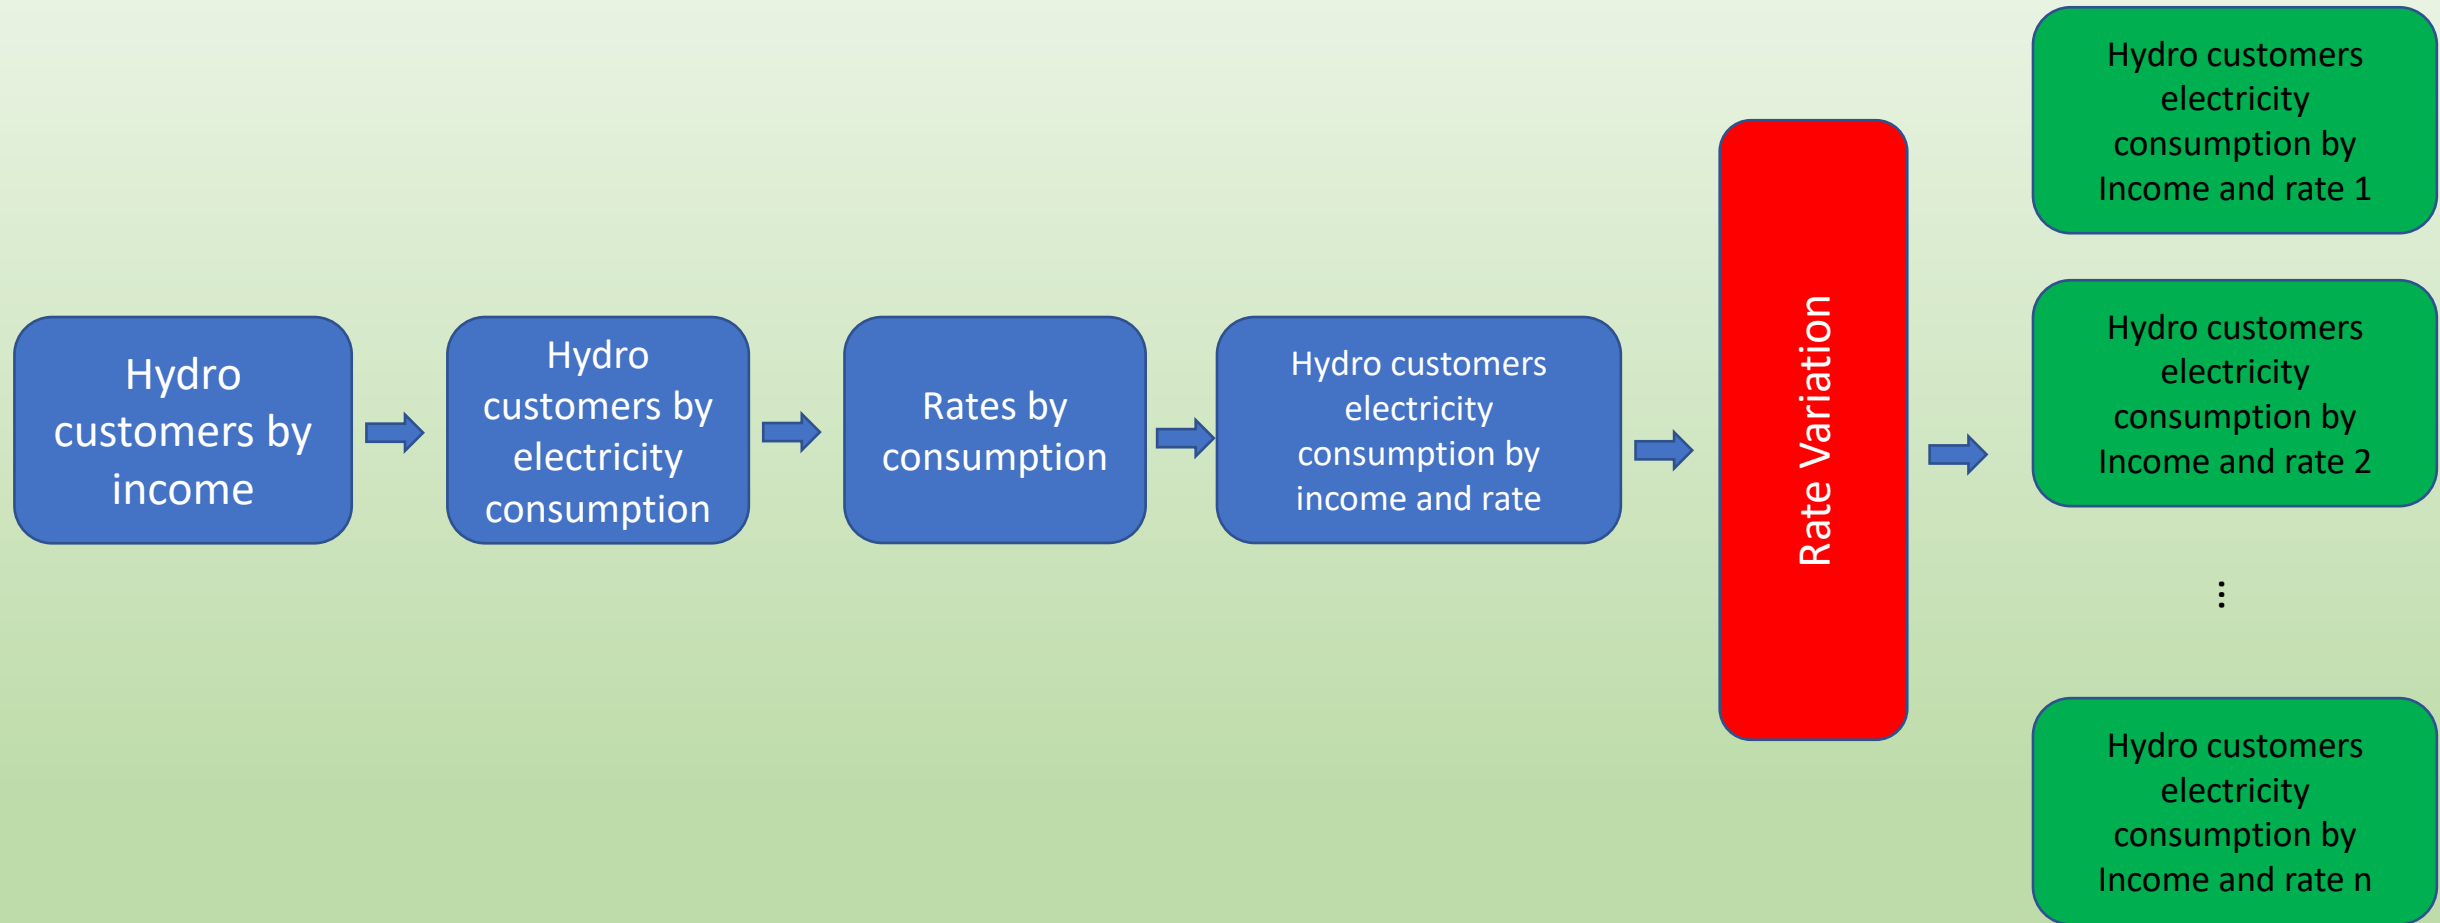 Hydro
customers by
income
Hydro
customers by
electricity
consumption
Rates by
consumption
Hydro customers
electricity
consumption by
income and rate
Rate Variation
Hydro customers
electricity
consumption by
Income and rate 1
Hydro customers
electricity
consumption by
Income and rate 2
...
Hydro customers
electricity
consumption by
Income and rate n